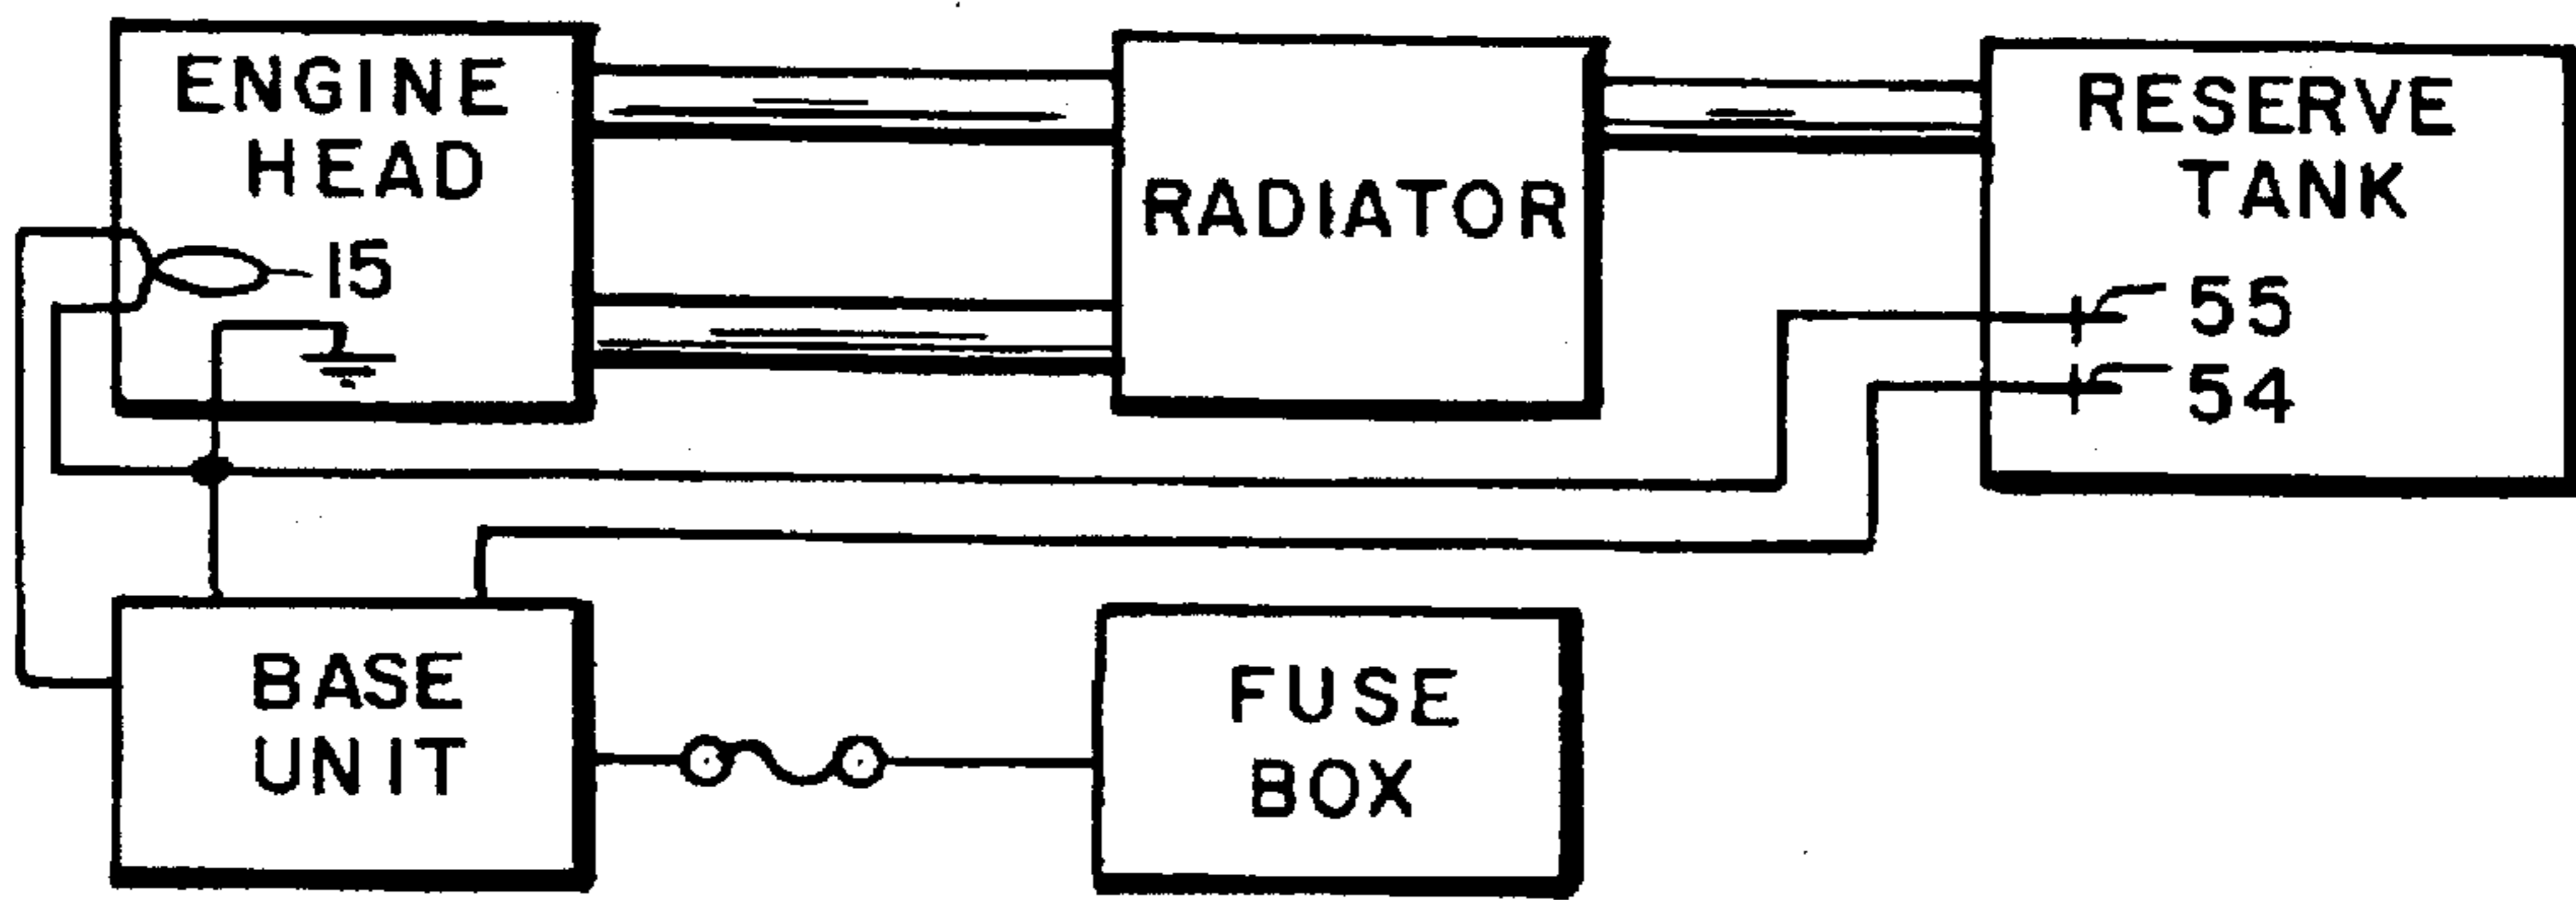 ENGINE
HEAD
15
RADIATOR
RESERVE
TANK
55
54
BASE
UNIT
FUSE
BOX